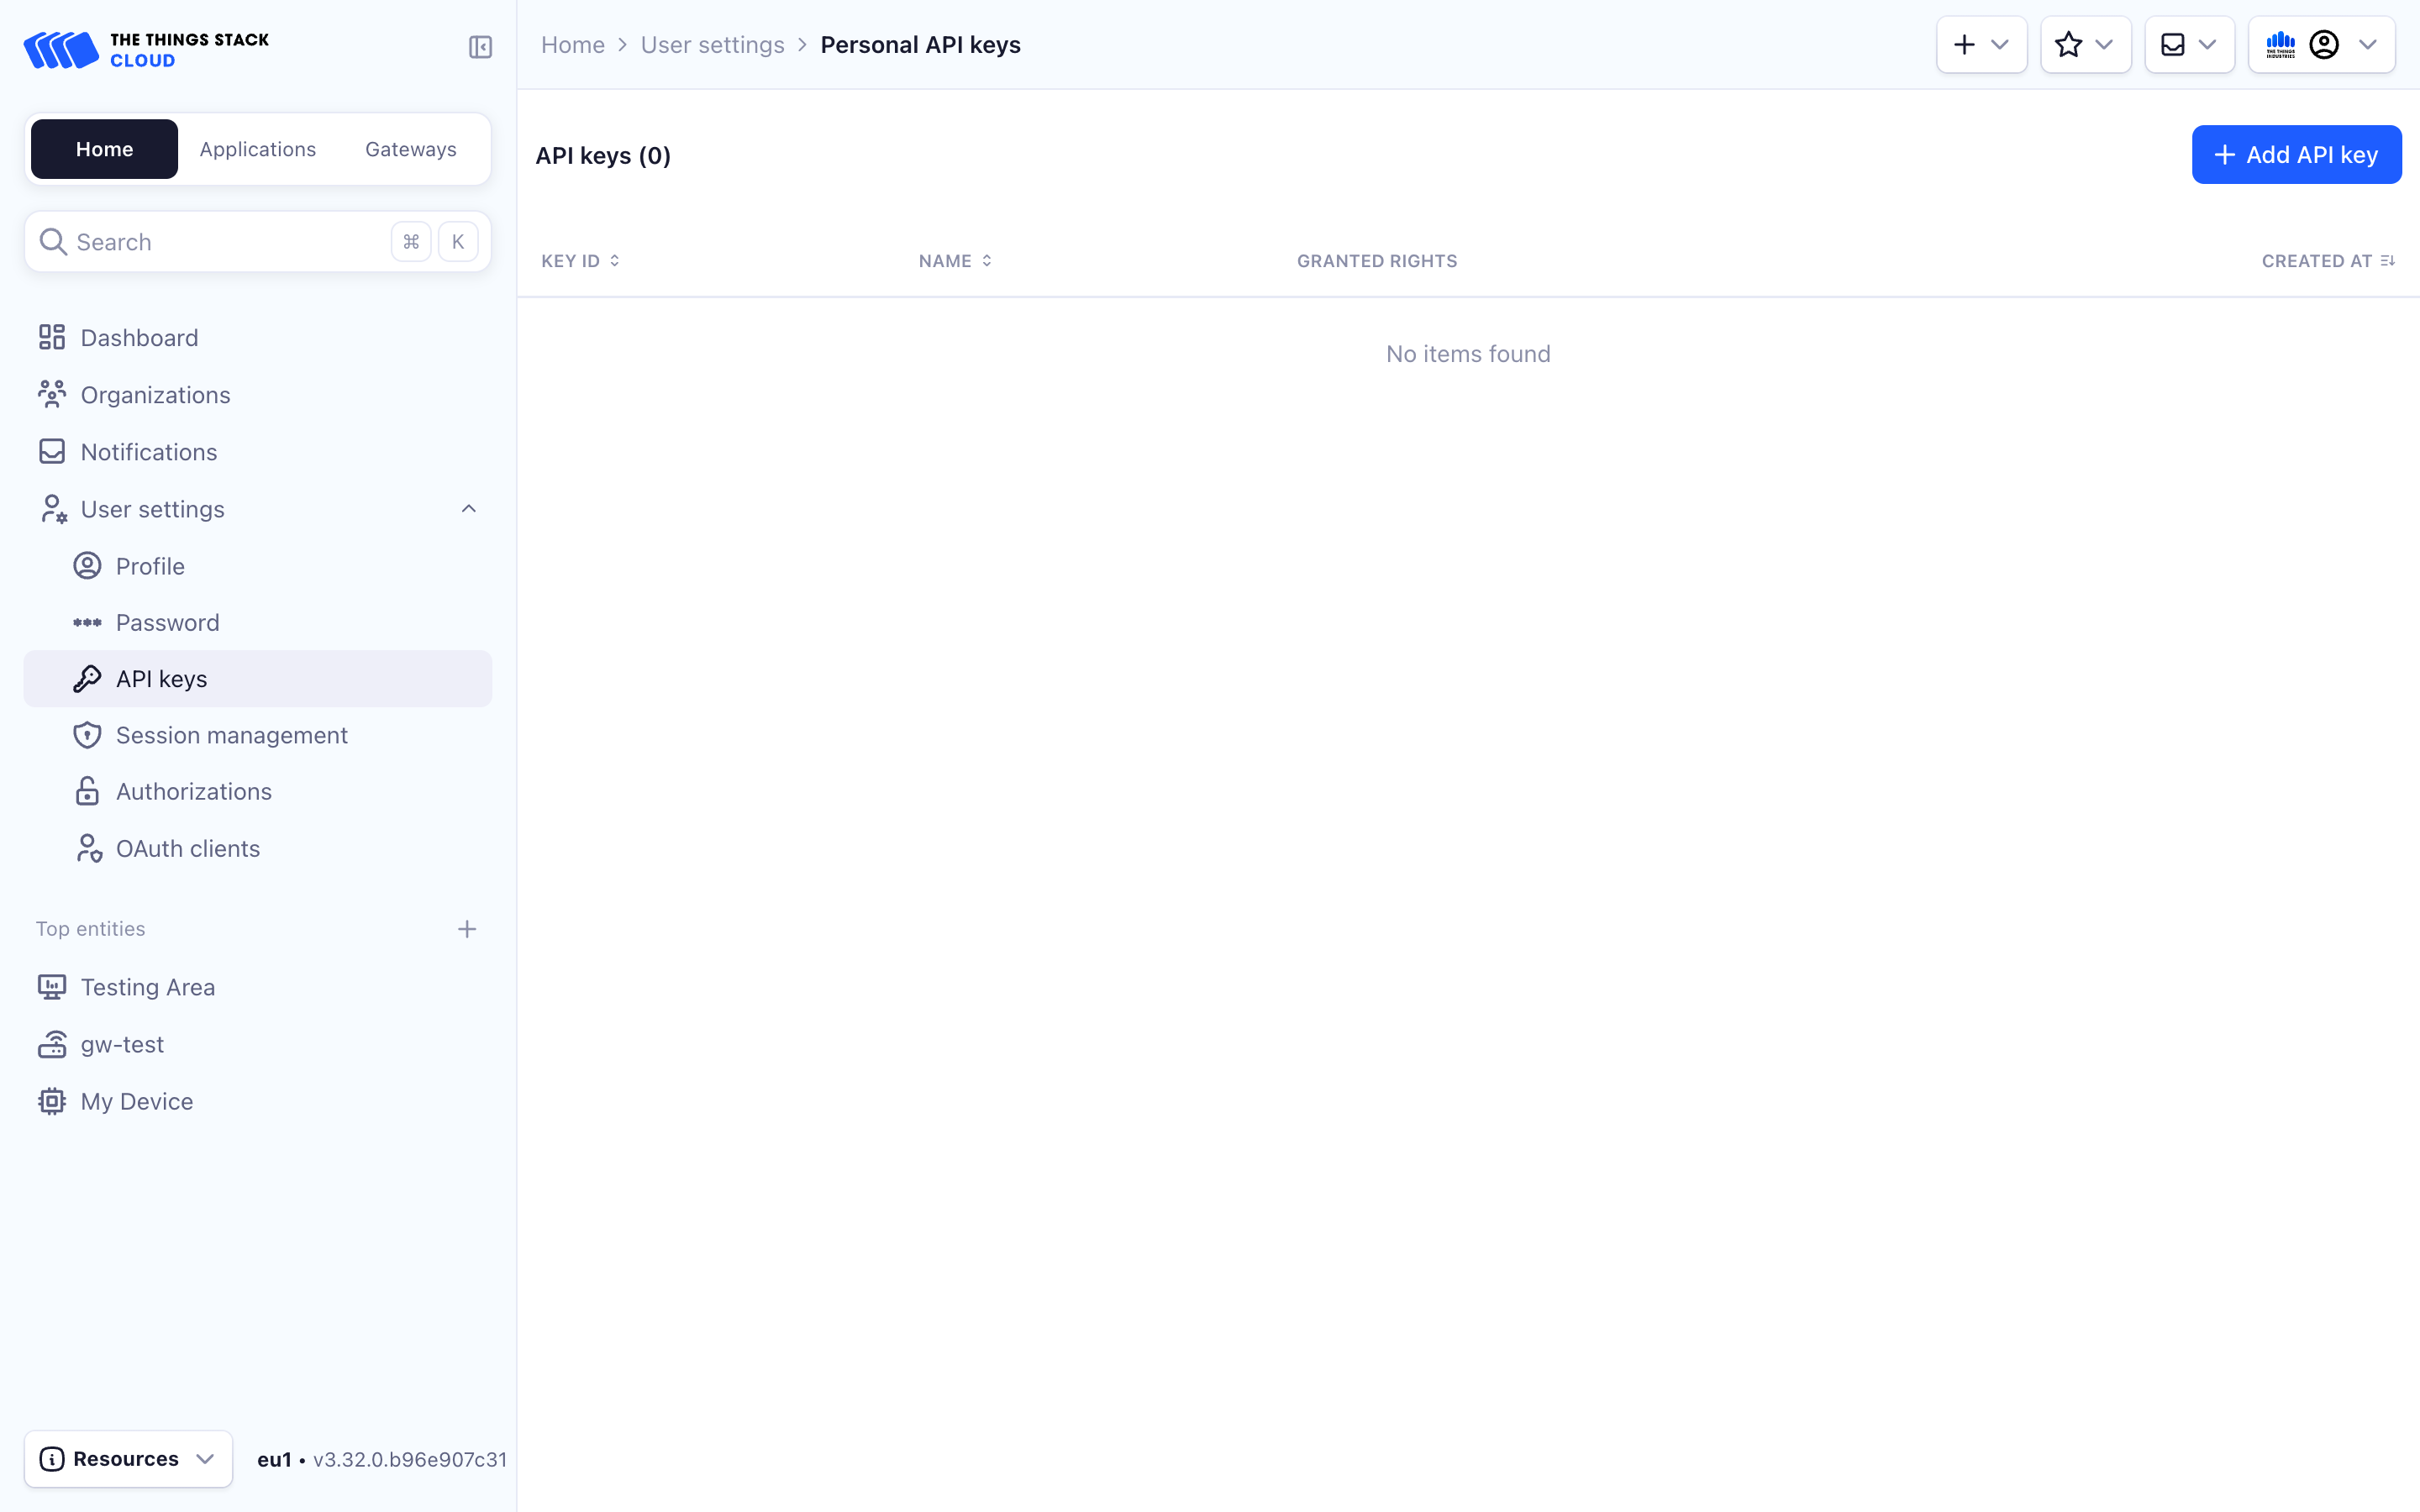 THE THINGS STACK
CLOUD
Home > User settings > Personal API keys
THE THINGS
INDUSTRIES
Home Applications Gateways
Search ⌘ K
API keys (0)
+ Add API key
KEY ID NAME GRANTED RIGHTS CREATED AT
No items found
Dashboard
Organizations
Notifications
User settings
Profile
Password
API keys
Session management
Authorizations
OAuth clients
Top entities
Testing Area
gw-test
My Device
Resources
eu1 • v3.32.0.b96e907c31